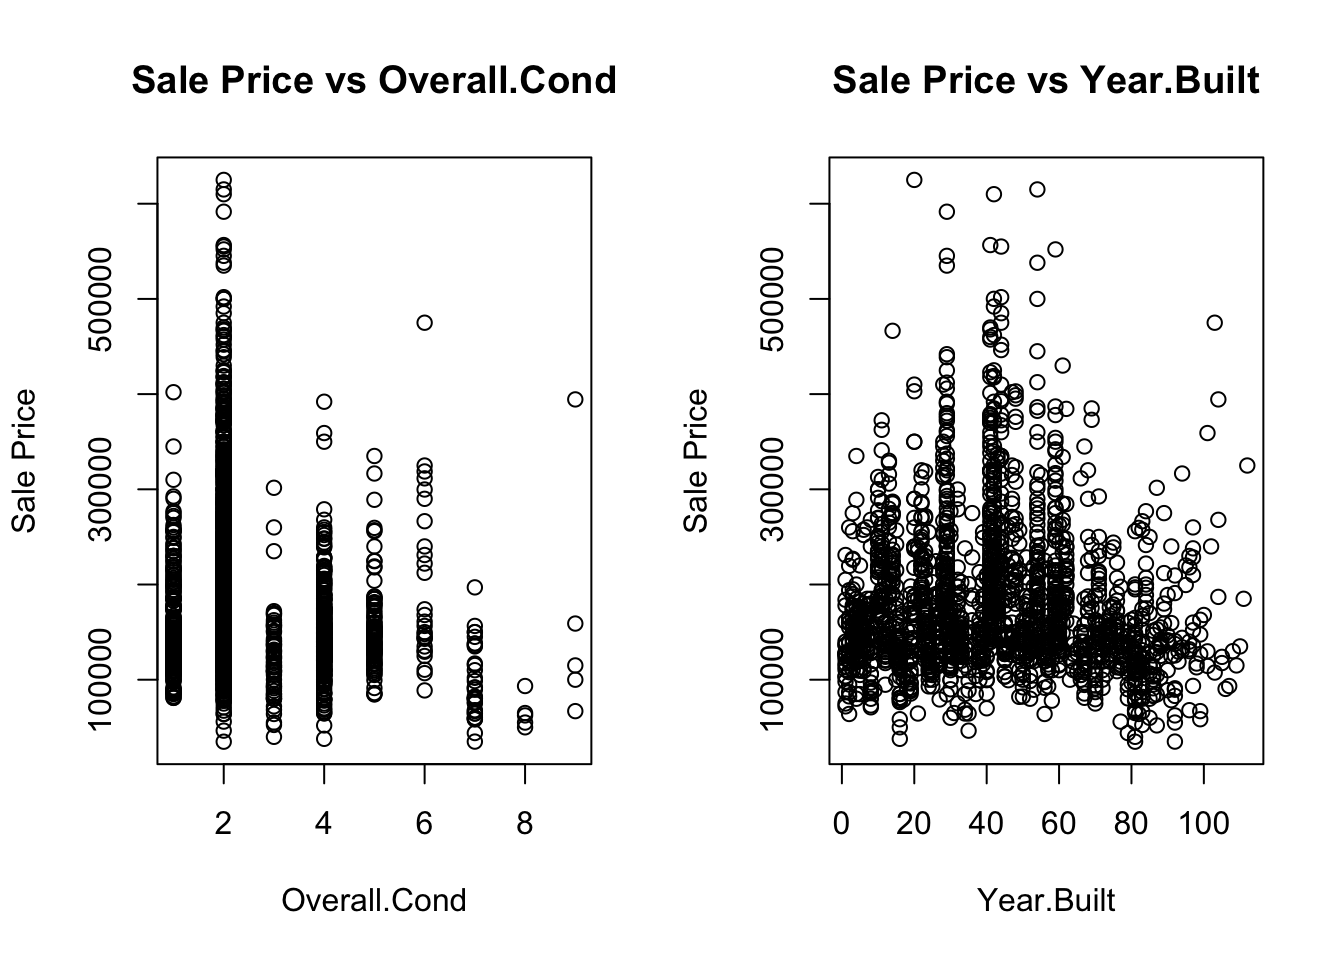 Sale Price vs Overall.Cond
Sale Price
100000
300000
500000
2
4
6
8
Overall.Cond
Sale Price vs Year.Built
Sale Price
100000
300000
500000
0
20
40
60
80
100
Year.Built